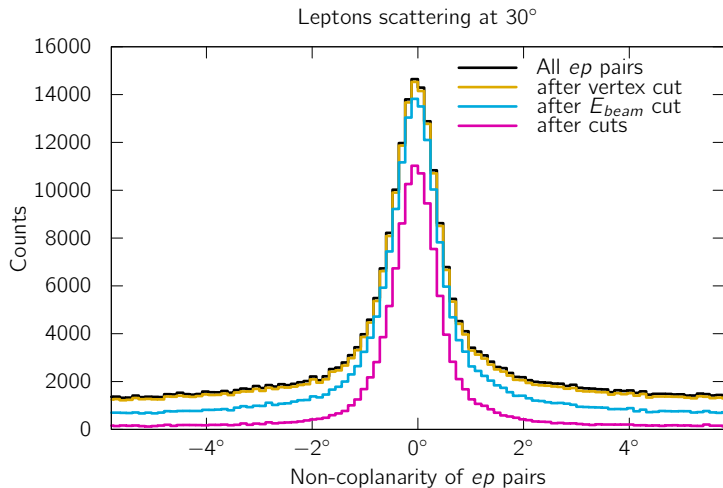 Leptons scattering at 30°
16000
14000
12000
10000
8000
6000
4000
2000
0
Counts
All ep pairs
after vertex cut
after E_beam cut
after cuts
−4° −2° 0° 2° 4°
Non-coplanarity of ep pairs